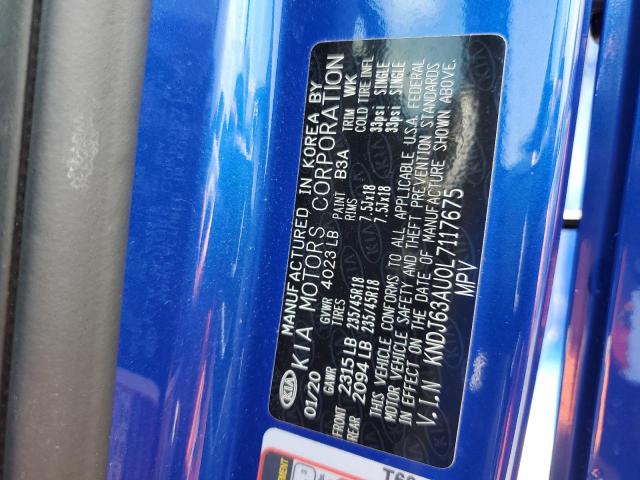 KIA
MANUFACTURED IN KOREA BY
KIA MOTORS CORPORATION
01/20 GVWR 4023 LB PAINT B3A TRIM WK
GAWR TIRES RIMS COLD TIRE INFL
FRONT 2315 LB 235/45R18 7.5Jx18 33psi SINGLE
REAR 2094 LB 235/45R18 7.5Jx18 33psi SINGLE
THIS VEHICLE CONFORMS TO ALL APPLICABLE U.S.A. FEDERAL
MOTOR VEHICLE SAFETY AND THEFT PREVENTION STANDARDS
IN EFFECT ON THE DATE OF MANUFACTURE SHOWN ABOVE.
V.I.N KNDJ63AU0L7117675
MPV